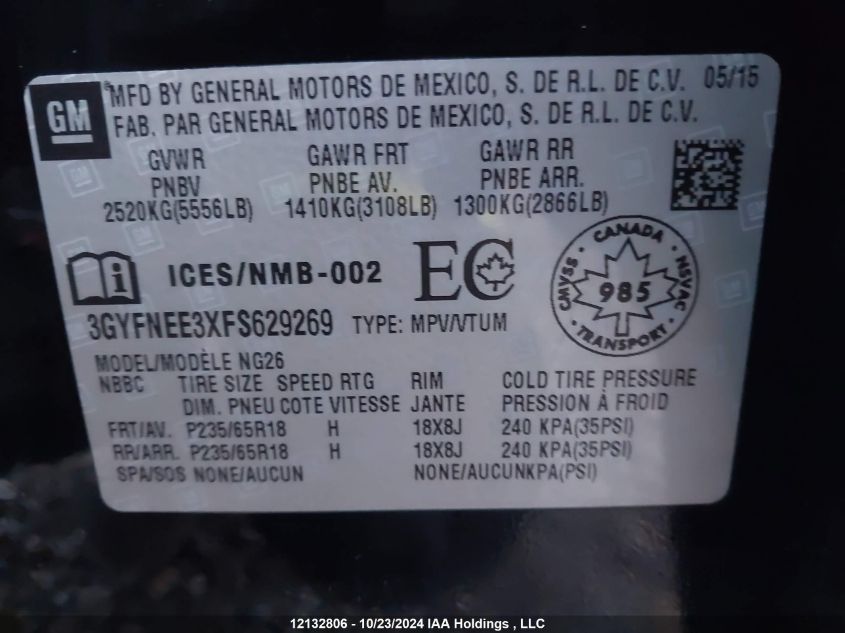 GM
MFD BY GENERAL MOTORS DE MEXICO, S. DE R.L. DE C.V. 05/15
FAB. PAR GENERAL MOTORS DE MEXICO, S. DE R.L. DE C.V.
GVWR GAWR FRT GAWR RR
PNBV PNBE AV. PNBE ARR.
2520KG(5556LB) 1410KG(3108LB) 1300KG(2866LB)
i ICES/NMB-002 EC
CANADA
CMVSS 985 NSVAC
3GYFNEE3XFS629269 TYPE: MPV/VTUM
MODEL/MODÈLE NG26
NBBC TIRE SIZE SPEED RTG RIM COLD TIRE PRESSURE
DIM. PNEU COTE VITESSE JANTE PRESSION À FROID
FRT/AV. P235/65R18 H 18X8J 240 KPA(35PSI)
RR/ARR. P235/65R18 H 18X8J 240 KPA(35PSI)
SPA/SOS NONE/AUCUN NONE/AUCUNKPA(PSI)
12132806 - 10/23/2024 IAA Holdings , LLC